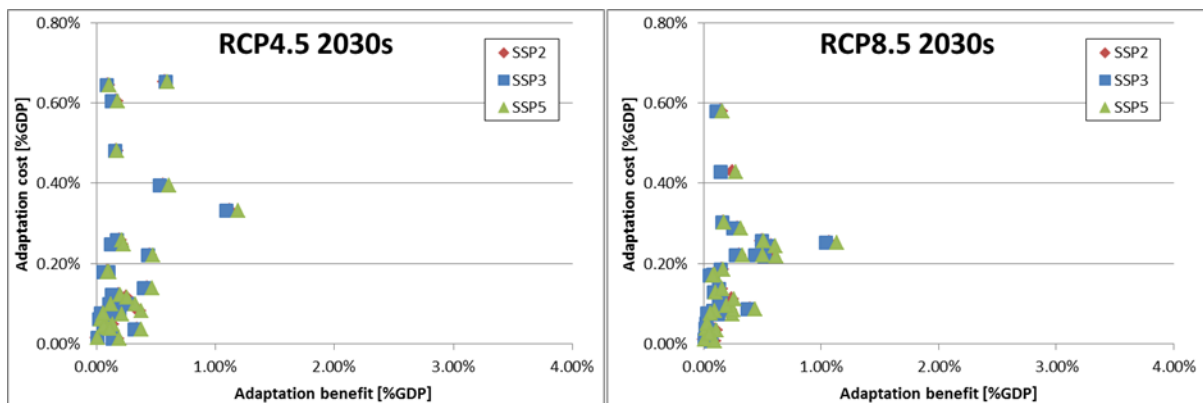 RCP4.5 2030s
SSP2
SSP3
SSP5
Adaptation cost [%GDP]
0.80%
0.60%
0.40%
0.20%
0.00%
0.00% 1.00% 2.00% 3.00% 4.00%
Adaptation benefit [%GDP]
RCP8.5 2030s
SSP2
SSP3
SSP5
Adaptation cost [%GDP]
0.80%
0.60%
0.40%
0.20%
0.00%
0.00% 1.00% 2.00% 3.00% 4.00%
Adaptation benefit [%GDP]